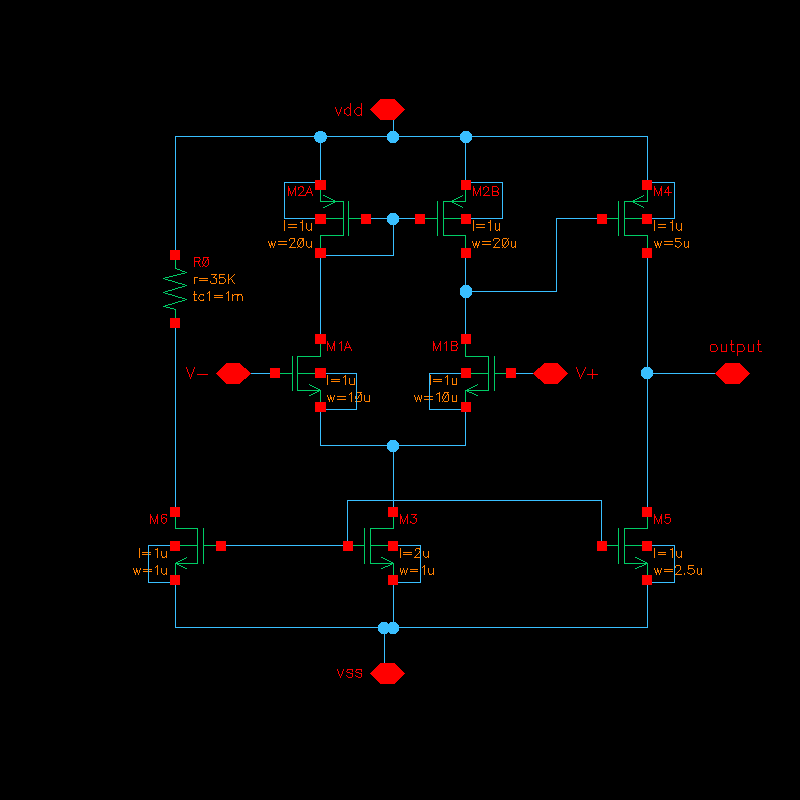 vdd
M2A
l=1u
w=20u
M2B
l=1u
w=20u
M4
l=1u
w=5u
R0
r=35K
tc1=1m
M1A
l=1u
w=10u
M1B
l=1u
w=10u
V-
V+
output
M6
l=1u
w=1u
M3
l=2u
w=1u
M5
l=1u
w=2.5u
vss